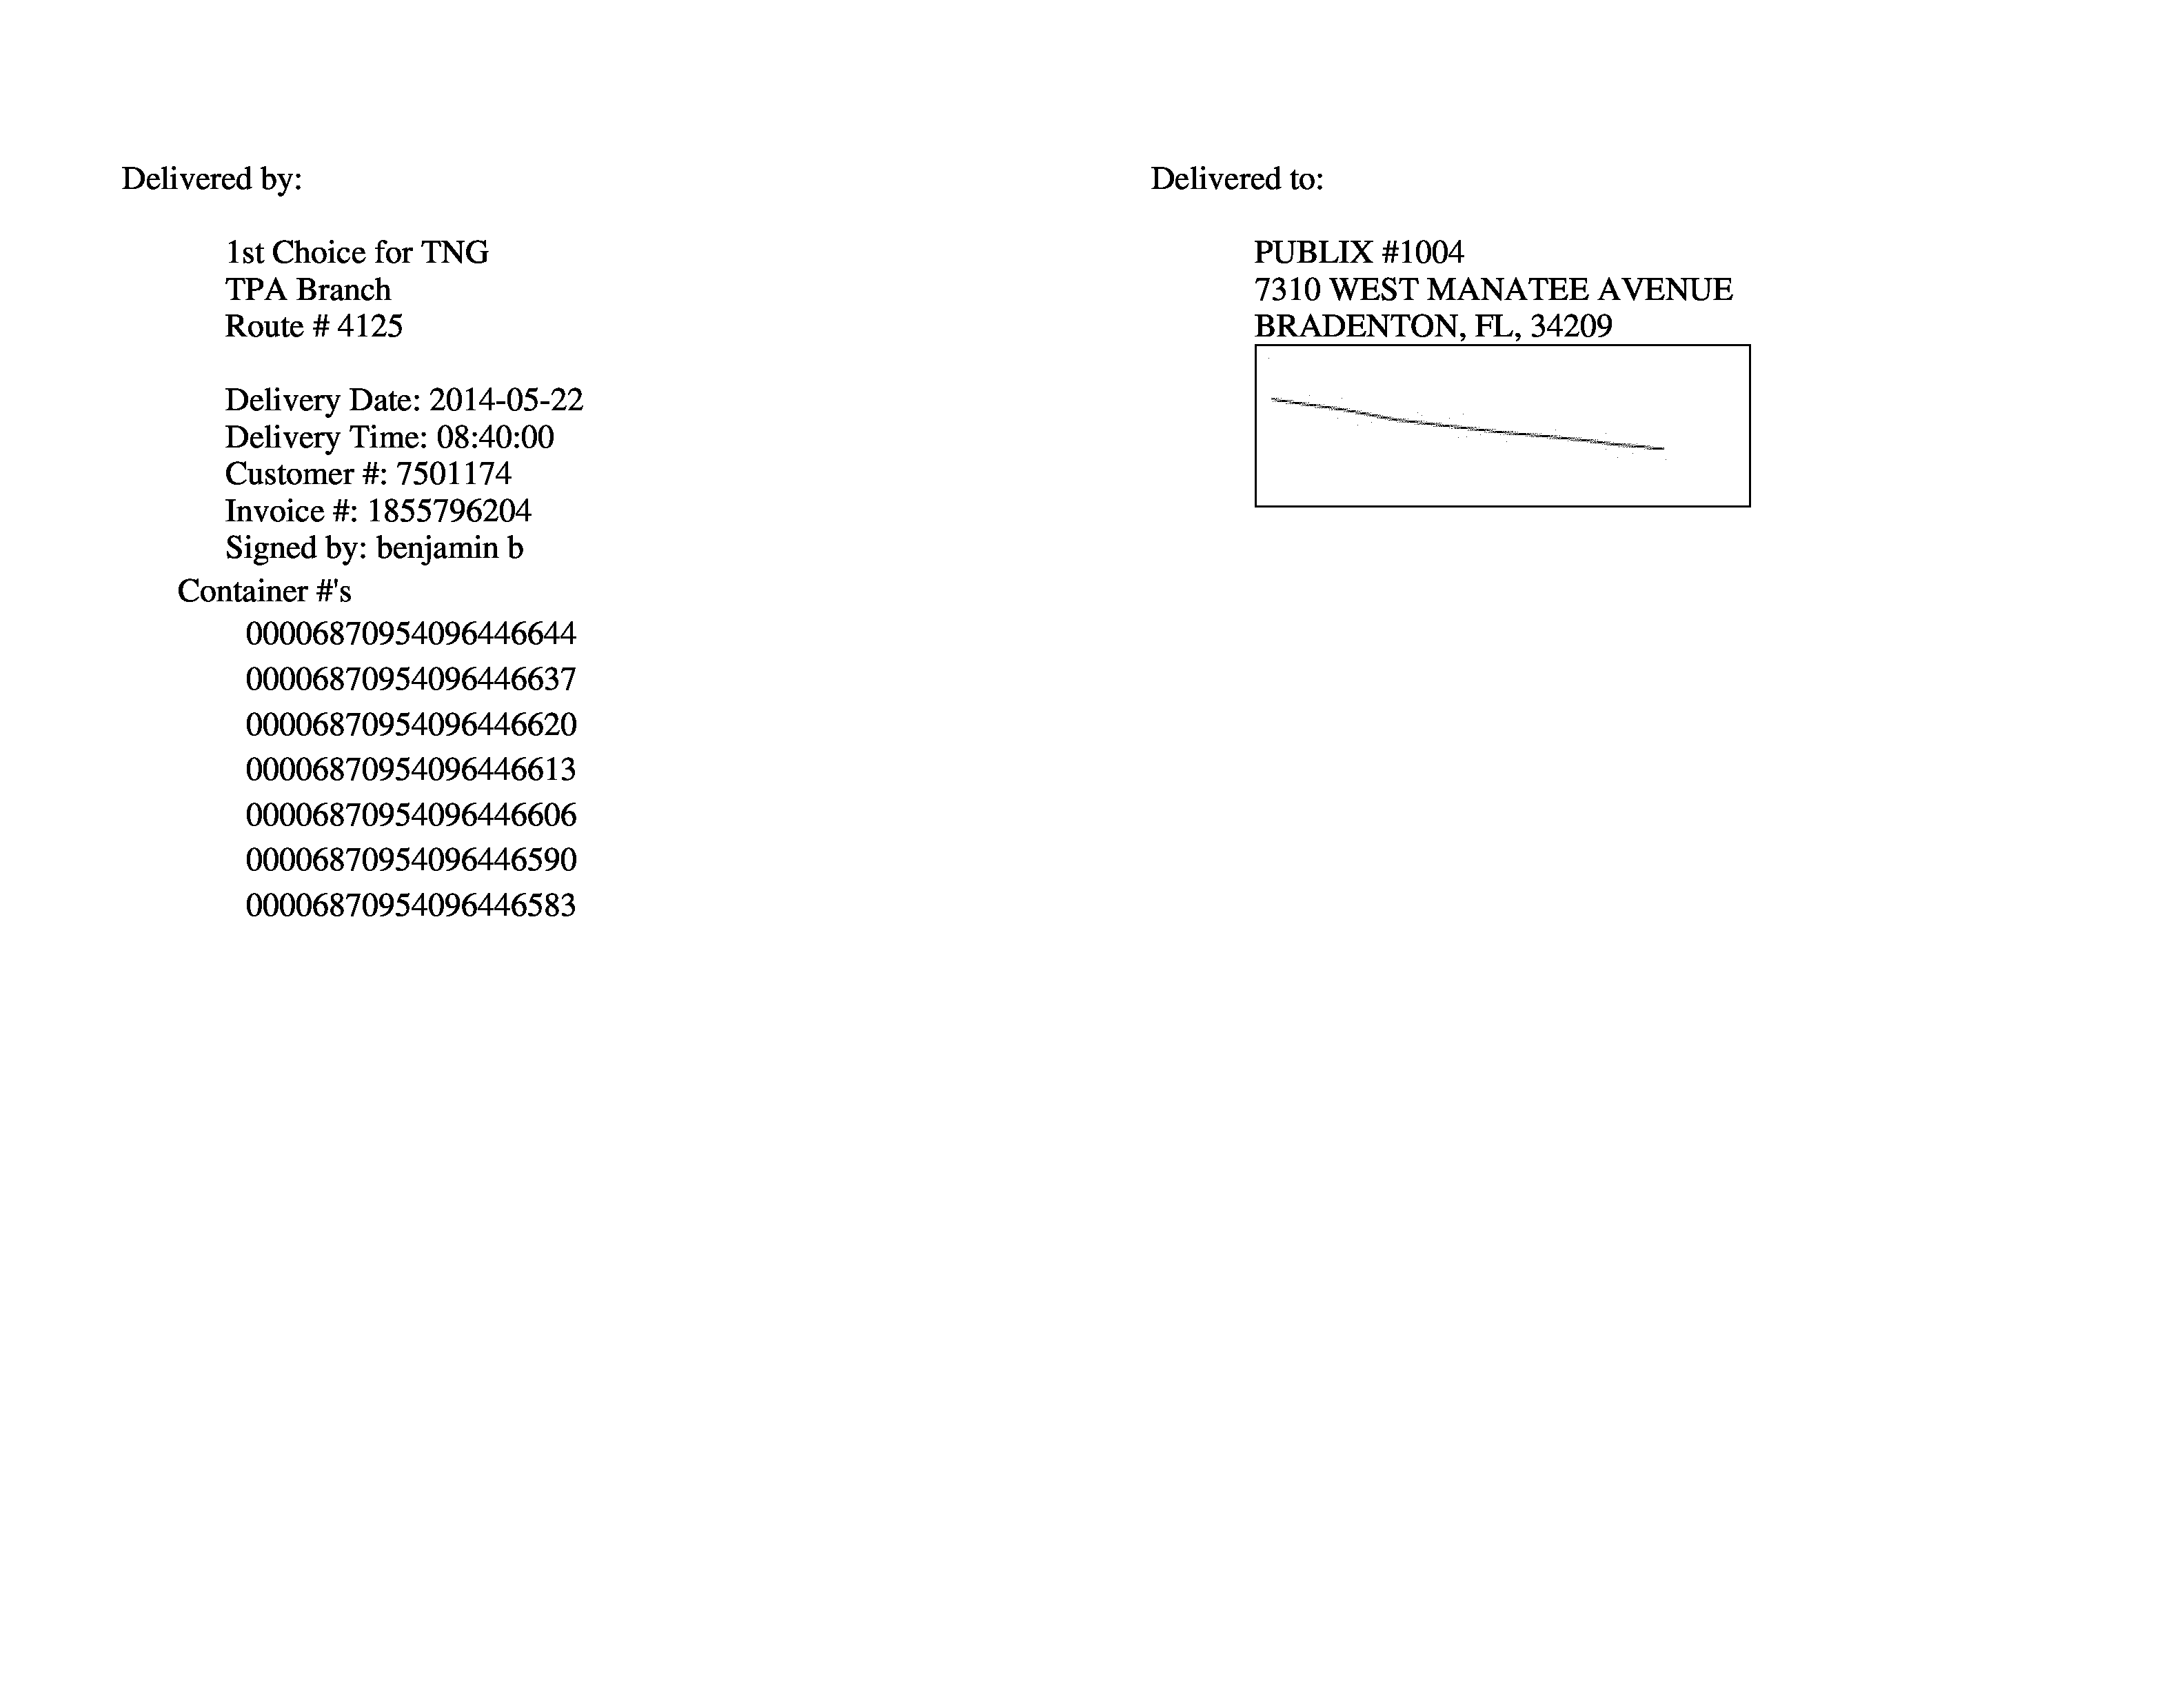 Delivered by:
1st Choice for TNG
TPA Branch
Route # 4125
Delivery Date: 2014-05-22
Delivery Time: 08:40:00
Customer #: 7501174
Invoice #: 1855796204
Signed by: benjamin b
Container #'s
00006870954096446644
00006870954096446637
00006870954096446620
00006870954096446613
00006870954096446606
00006870954096446590
00006870954096446583
Delivered to:
PUBLIX #1004
7310 WEST MANATEE AVENUE
BRADENTON, FL, 34209